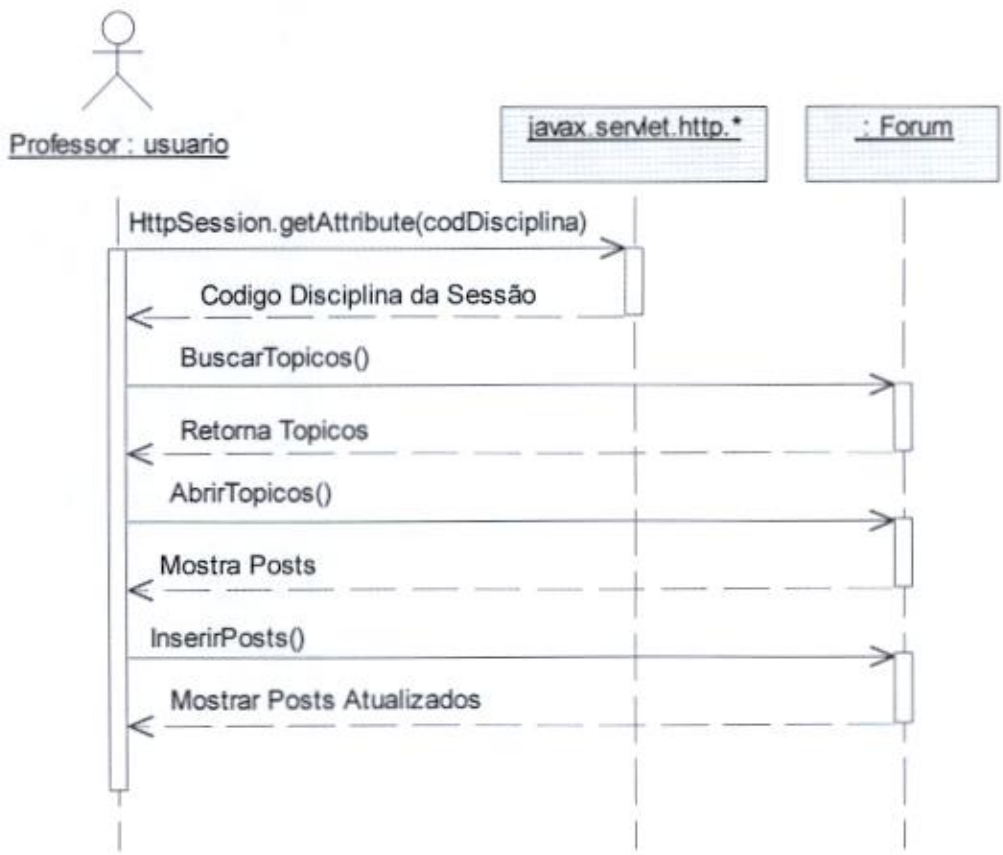 Professor : usuario
javax.servlet.http.*
: Forum
HttpSession.getAttribute(codDisciplina)
Codigo Disciplina da Sessão
BuscarTopicos()
Retorna Topicos
AbrirTopicos()
Mostra Posts
InserirPosts()
Mostrar Posts Atualizados